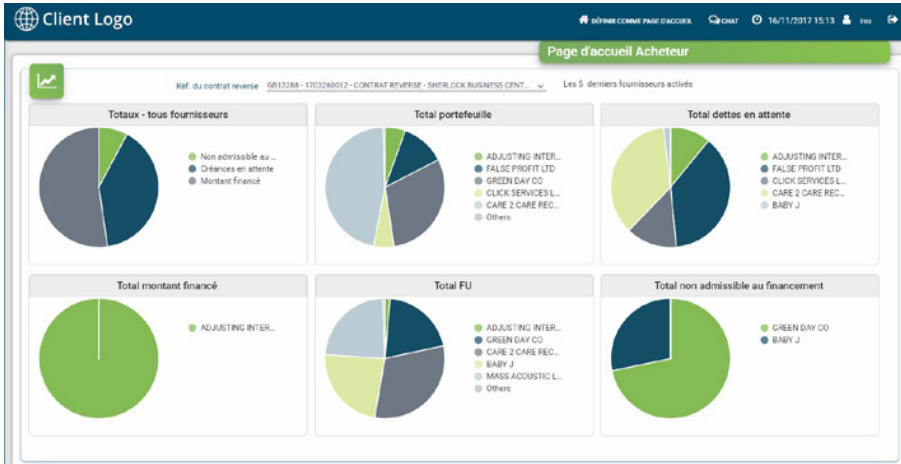 Client Logo
DÉFINIR COMME PAGE D'ACCUEIL CHAT 16/11/2017 15:13
Page d'accueil Acheteur
Réf. du contrat reverse GB13288 - 1703260012 - CONTRAT REVERSE - SHERLOCK BUSINESS CENT... Les 5 derniers fournisseurs activés
Totaux - tous fournisseurs
Non admissible au ...
Créances en attente
Montant financé
Total portefeuille
ADJUSTING INTER...
FALSE PROFIT LTD
GREEN DAY CO
CLICK SERVICES L...
CARE 2 CARE REC...
Others
Total dettes en attente
ADJUSTING INTER...
FALSE PROFIT LTD
CLICK SERVICES L...
CARE 2 CARE REC...
BABY J
Total montant financé
ADJUSTING INTER...
Total FU
ADJUSTING INTER...
GREEN DAY CO
CARE 2 CARE REC...
BABY J
MASS ACOUSTIC L...
Others
Total non admissible au financement
GREEN DAY CO
BABY J